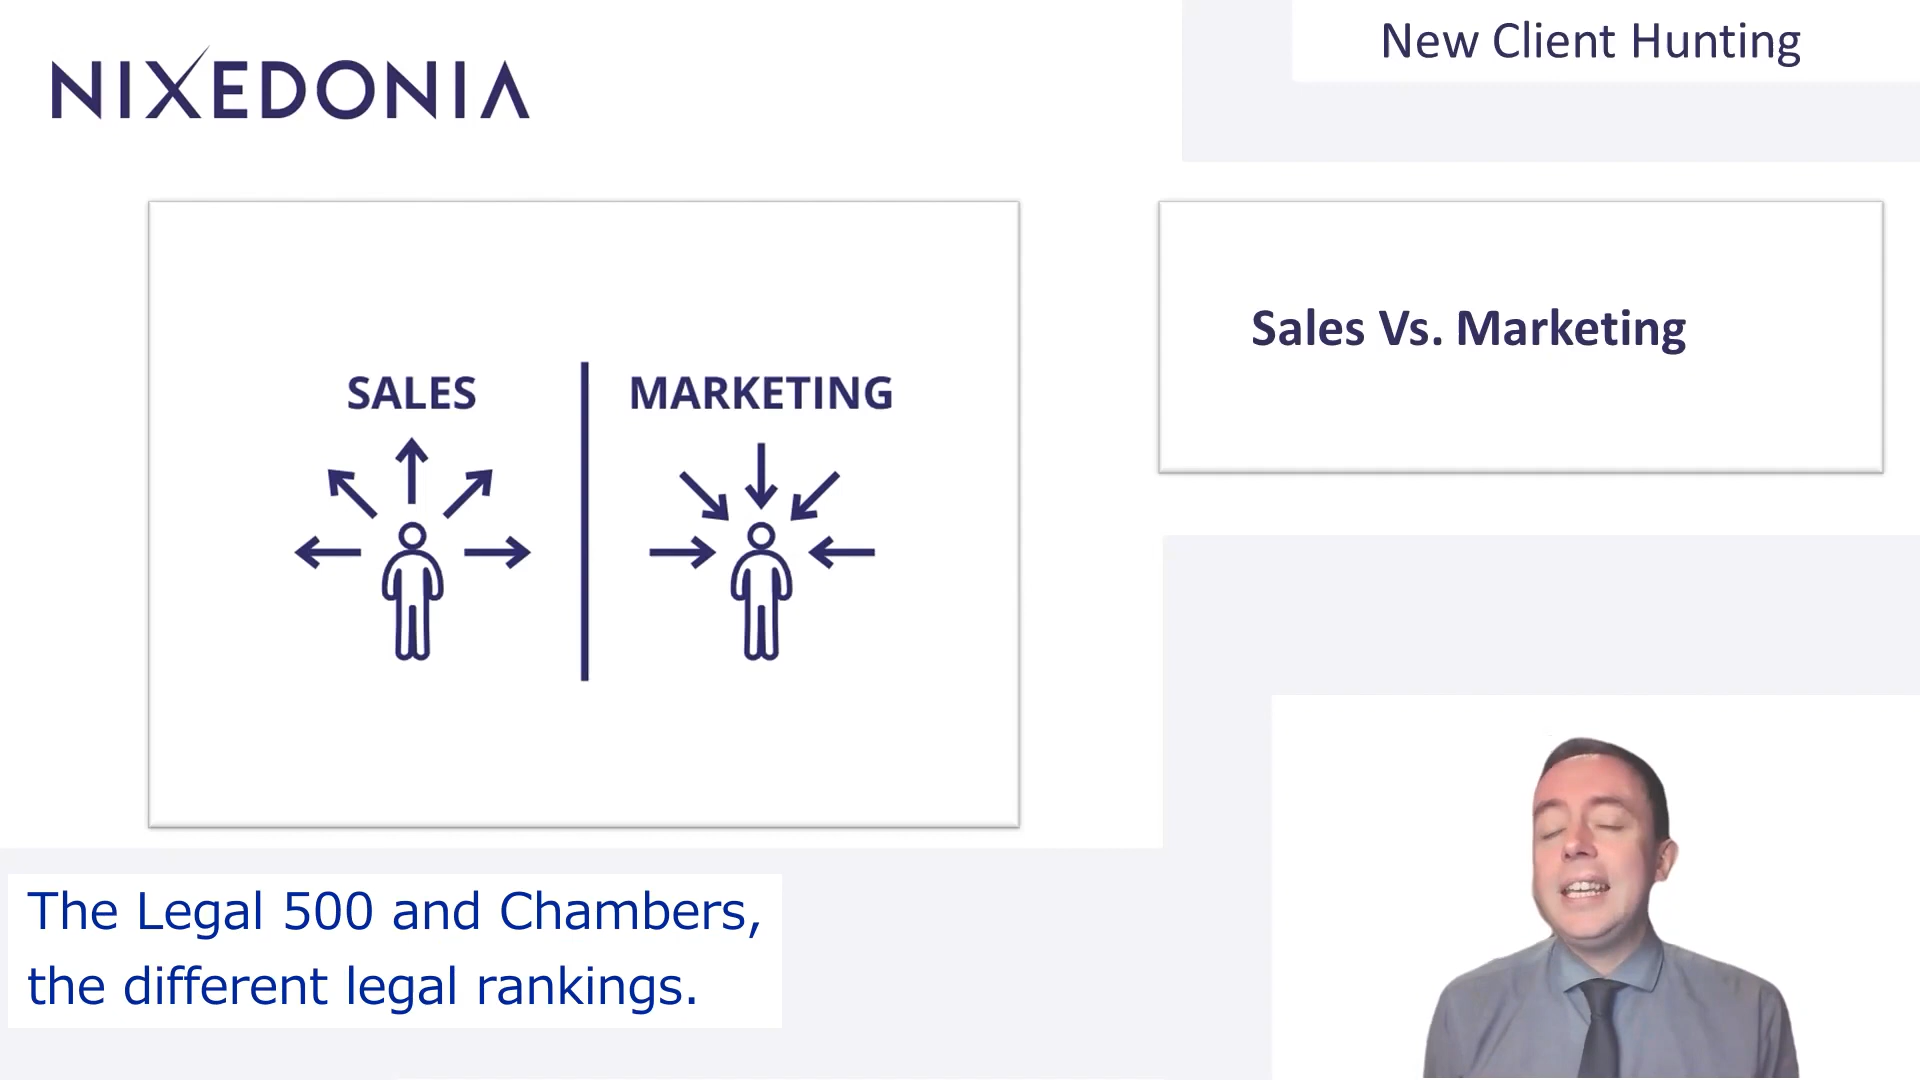 NIXEDONIA
New Client Hunting
SALES
MARKETING
Sales Vs. Marketing
The Legal 500 and Chambers,
the different legal rankings.